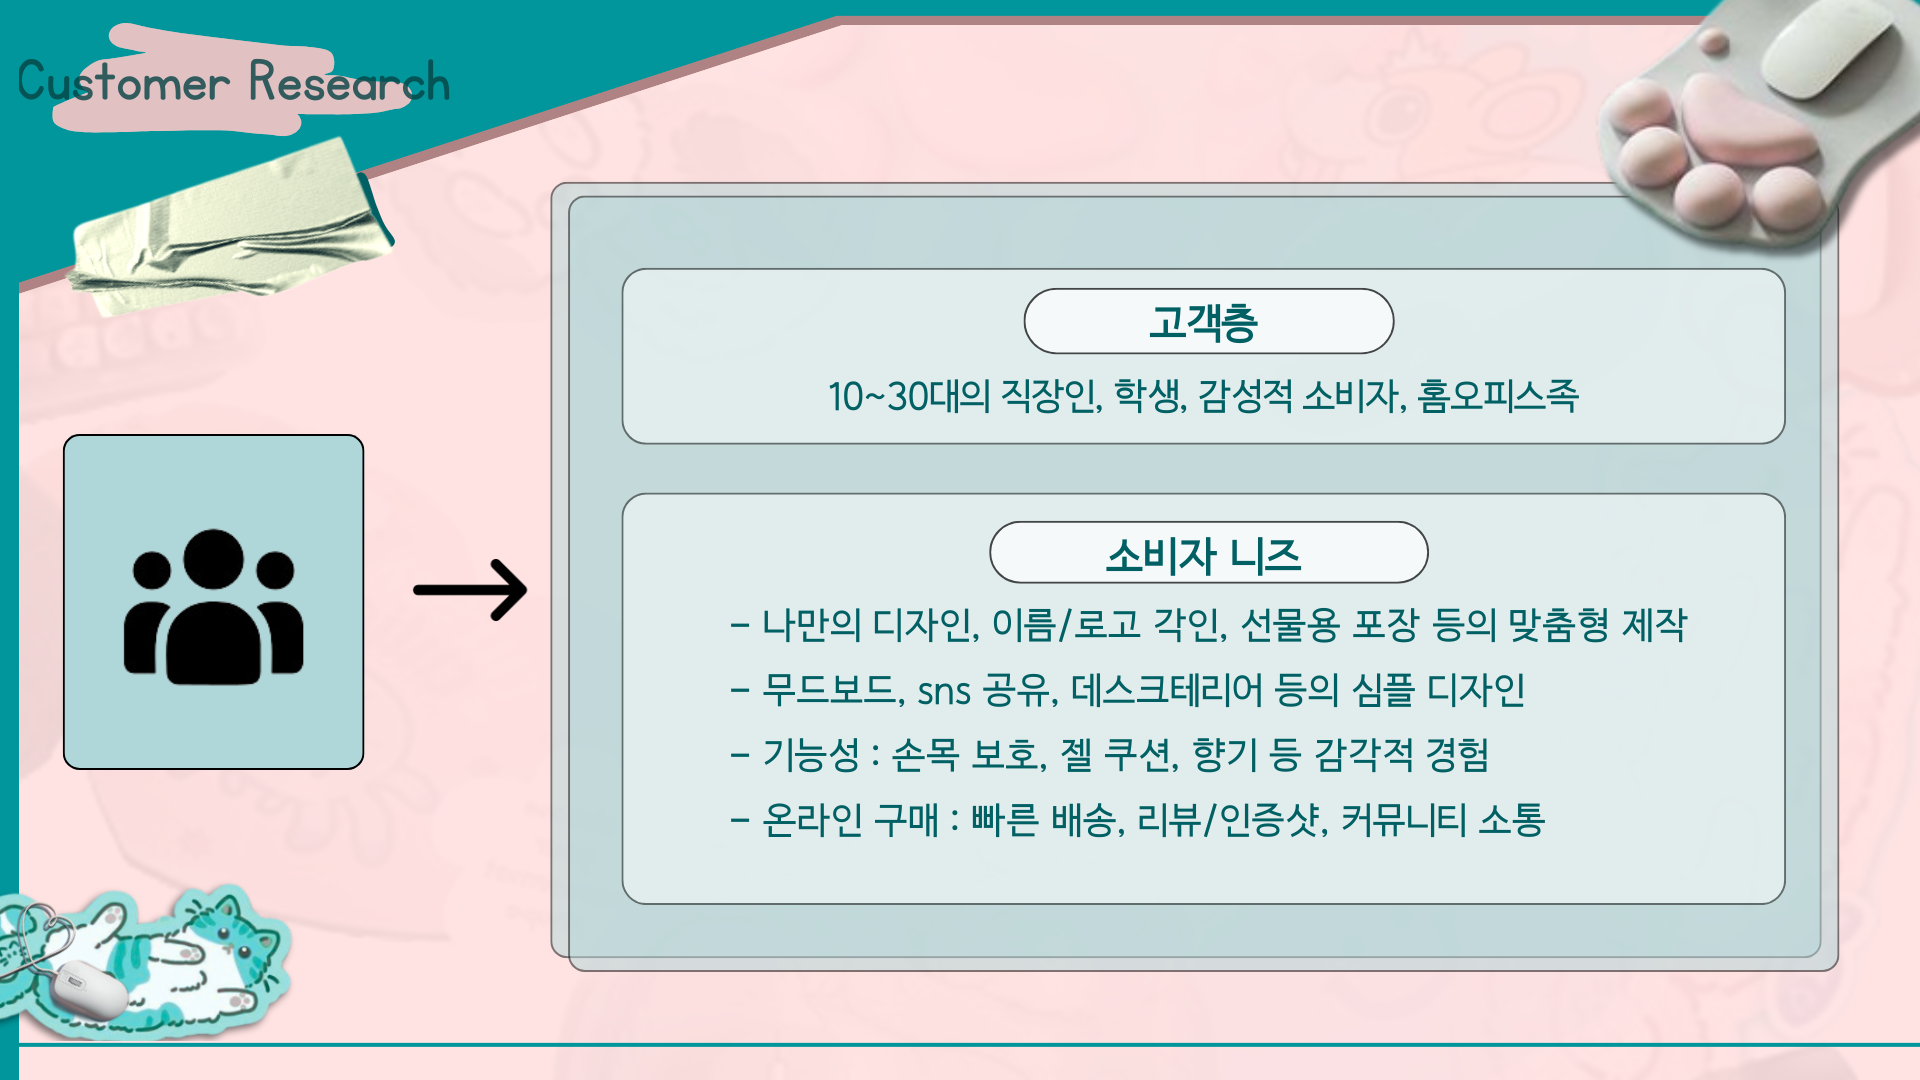 Customer Research
고객층
10~30대의 직장인, 학생, 감성적 소비자, 홈오피스족
소비자 니즈
- 나만의 디자인, 이름/로고 각인, 선물용 포장 등의 맞춤형 제작
- 무드보드, sns 공유, 데스크테리어 등의 심플 디자인
- 기능성 : 손목 보호, 젤 쿠션, 향기 등 감각적 경험
- 온라인 구매 : 빠른 배송, 리뷰/인증샷, 커뮤니티 소통